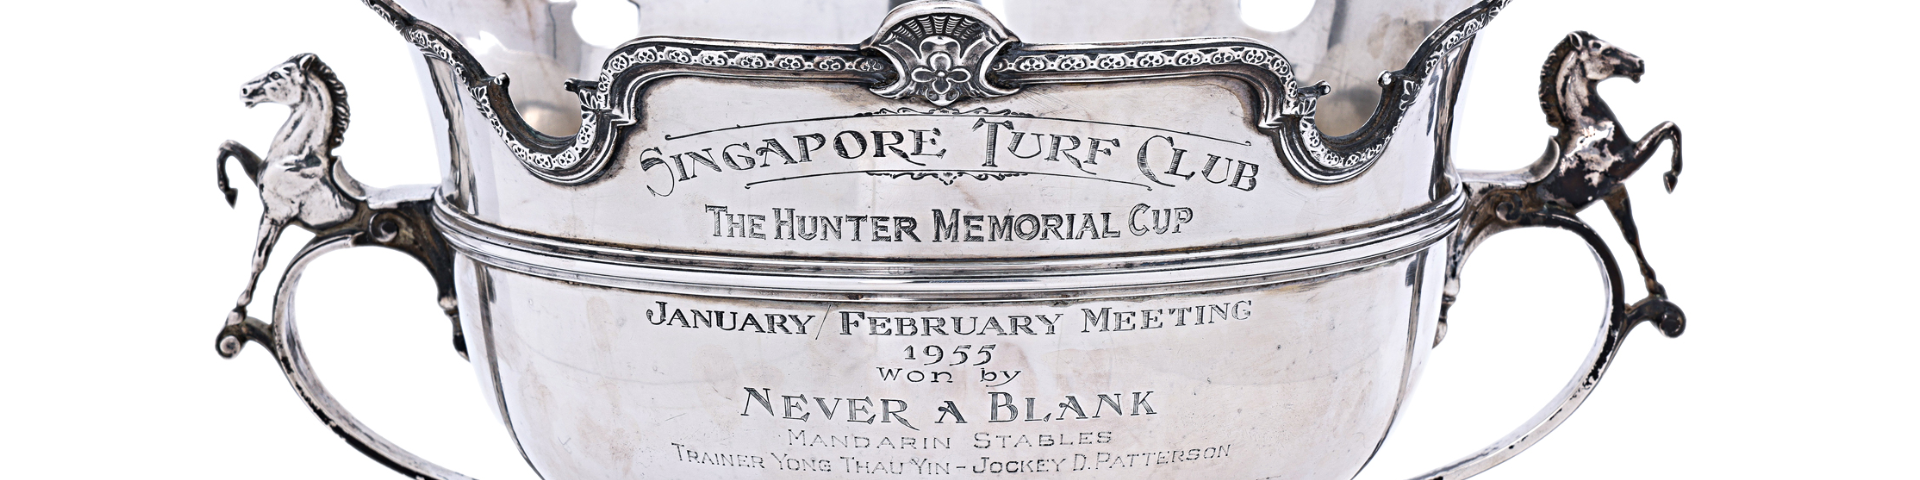 SINGAPORE TURF CLUB
THE HUNTER MEMORIAL CUP
JANUARY/FEBRUARY MEETING
1955
won by
NEVER A BLANK
MANDARIN STABLES
TRAINER YONG THAU YIN - JOCKEY D. PATTERSON